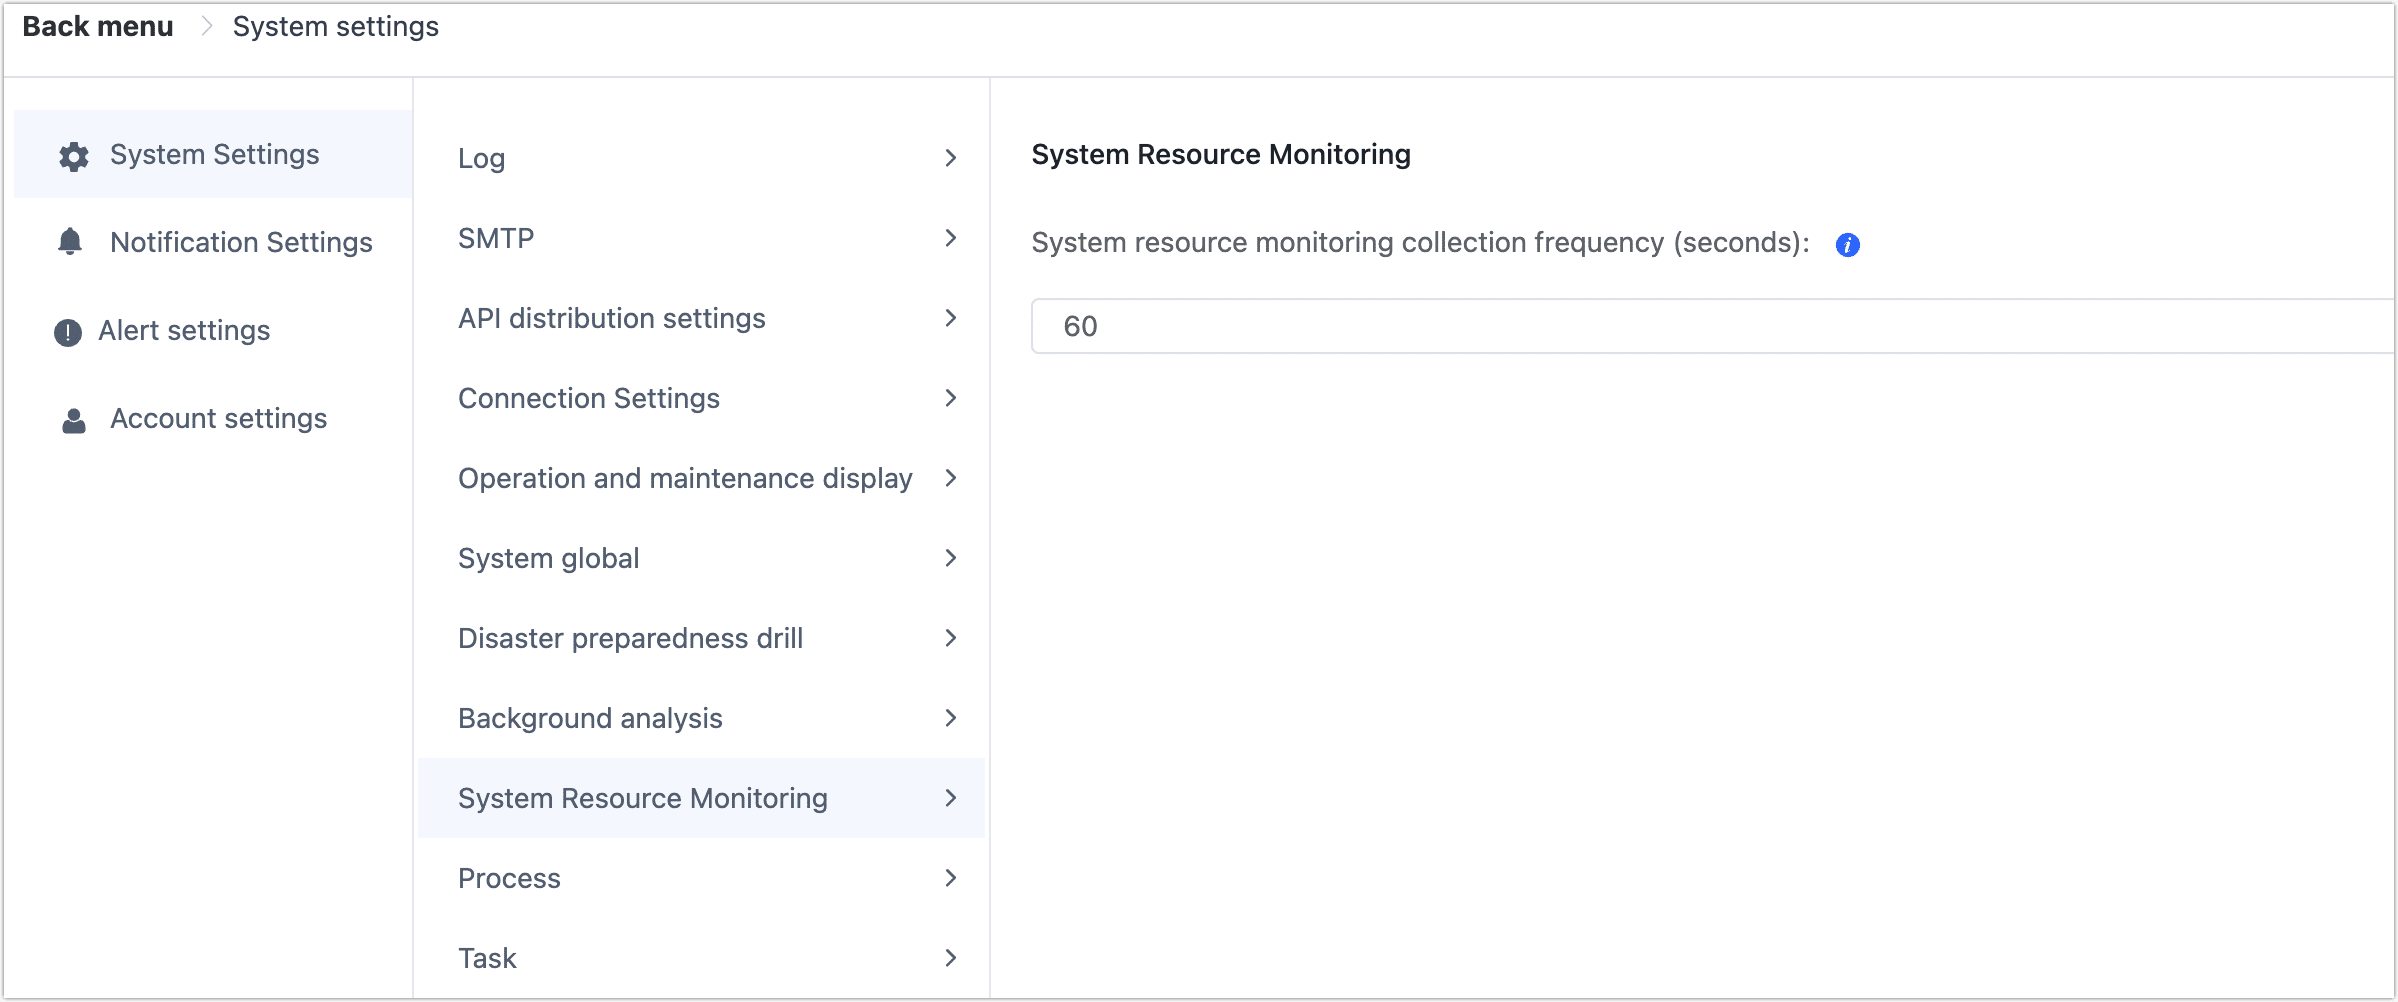 Back menu > System settings
System Settings
Notification Settings
Alert settings
Account settings
Log
SMTP
API distribution settings
Connection Settings
Operation and maintenance display
System global
Disaster preparedness drill
Background analysis
System Resource Monitoring
Process
Task
System Resource Monitoring
System resource monitoring collection frequency (seconds):
60